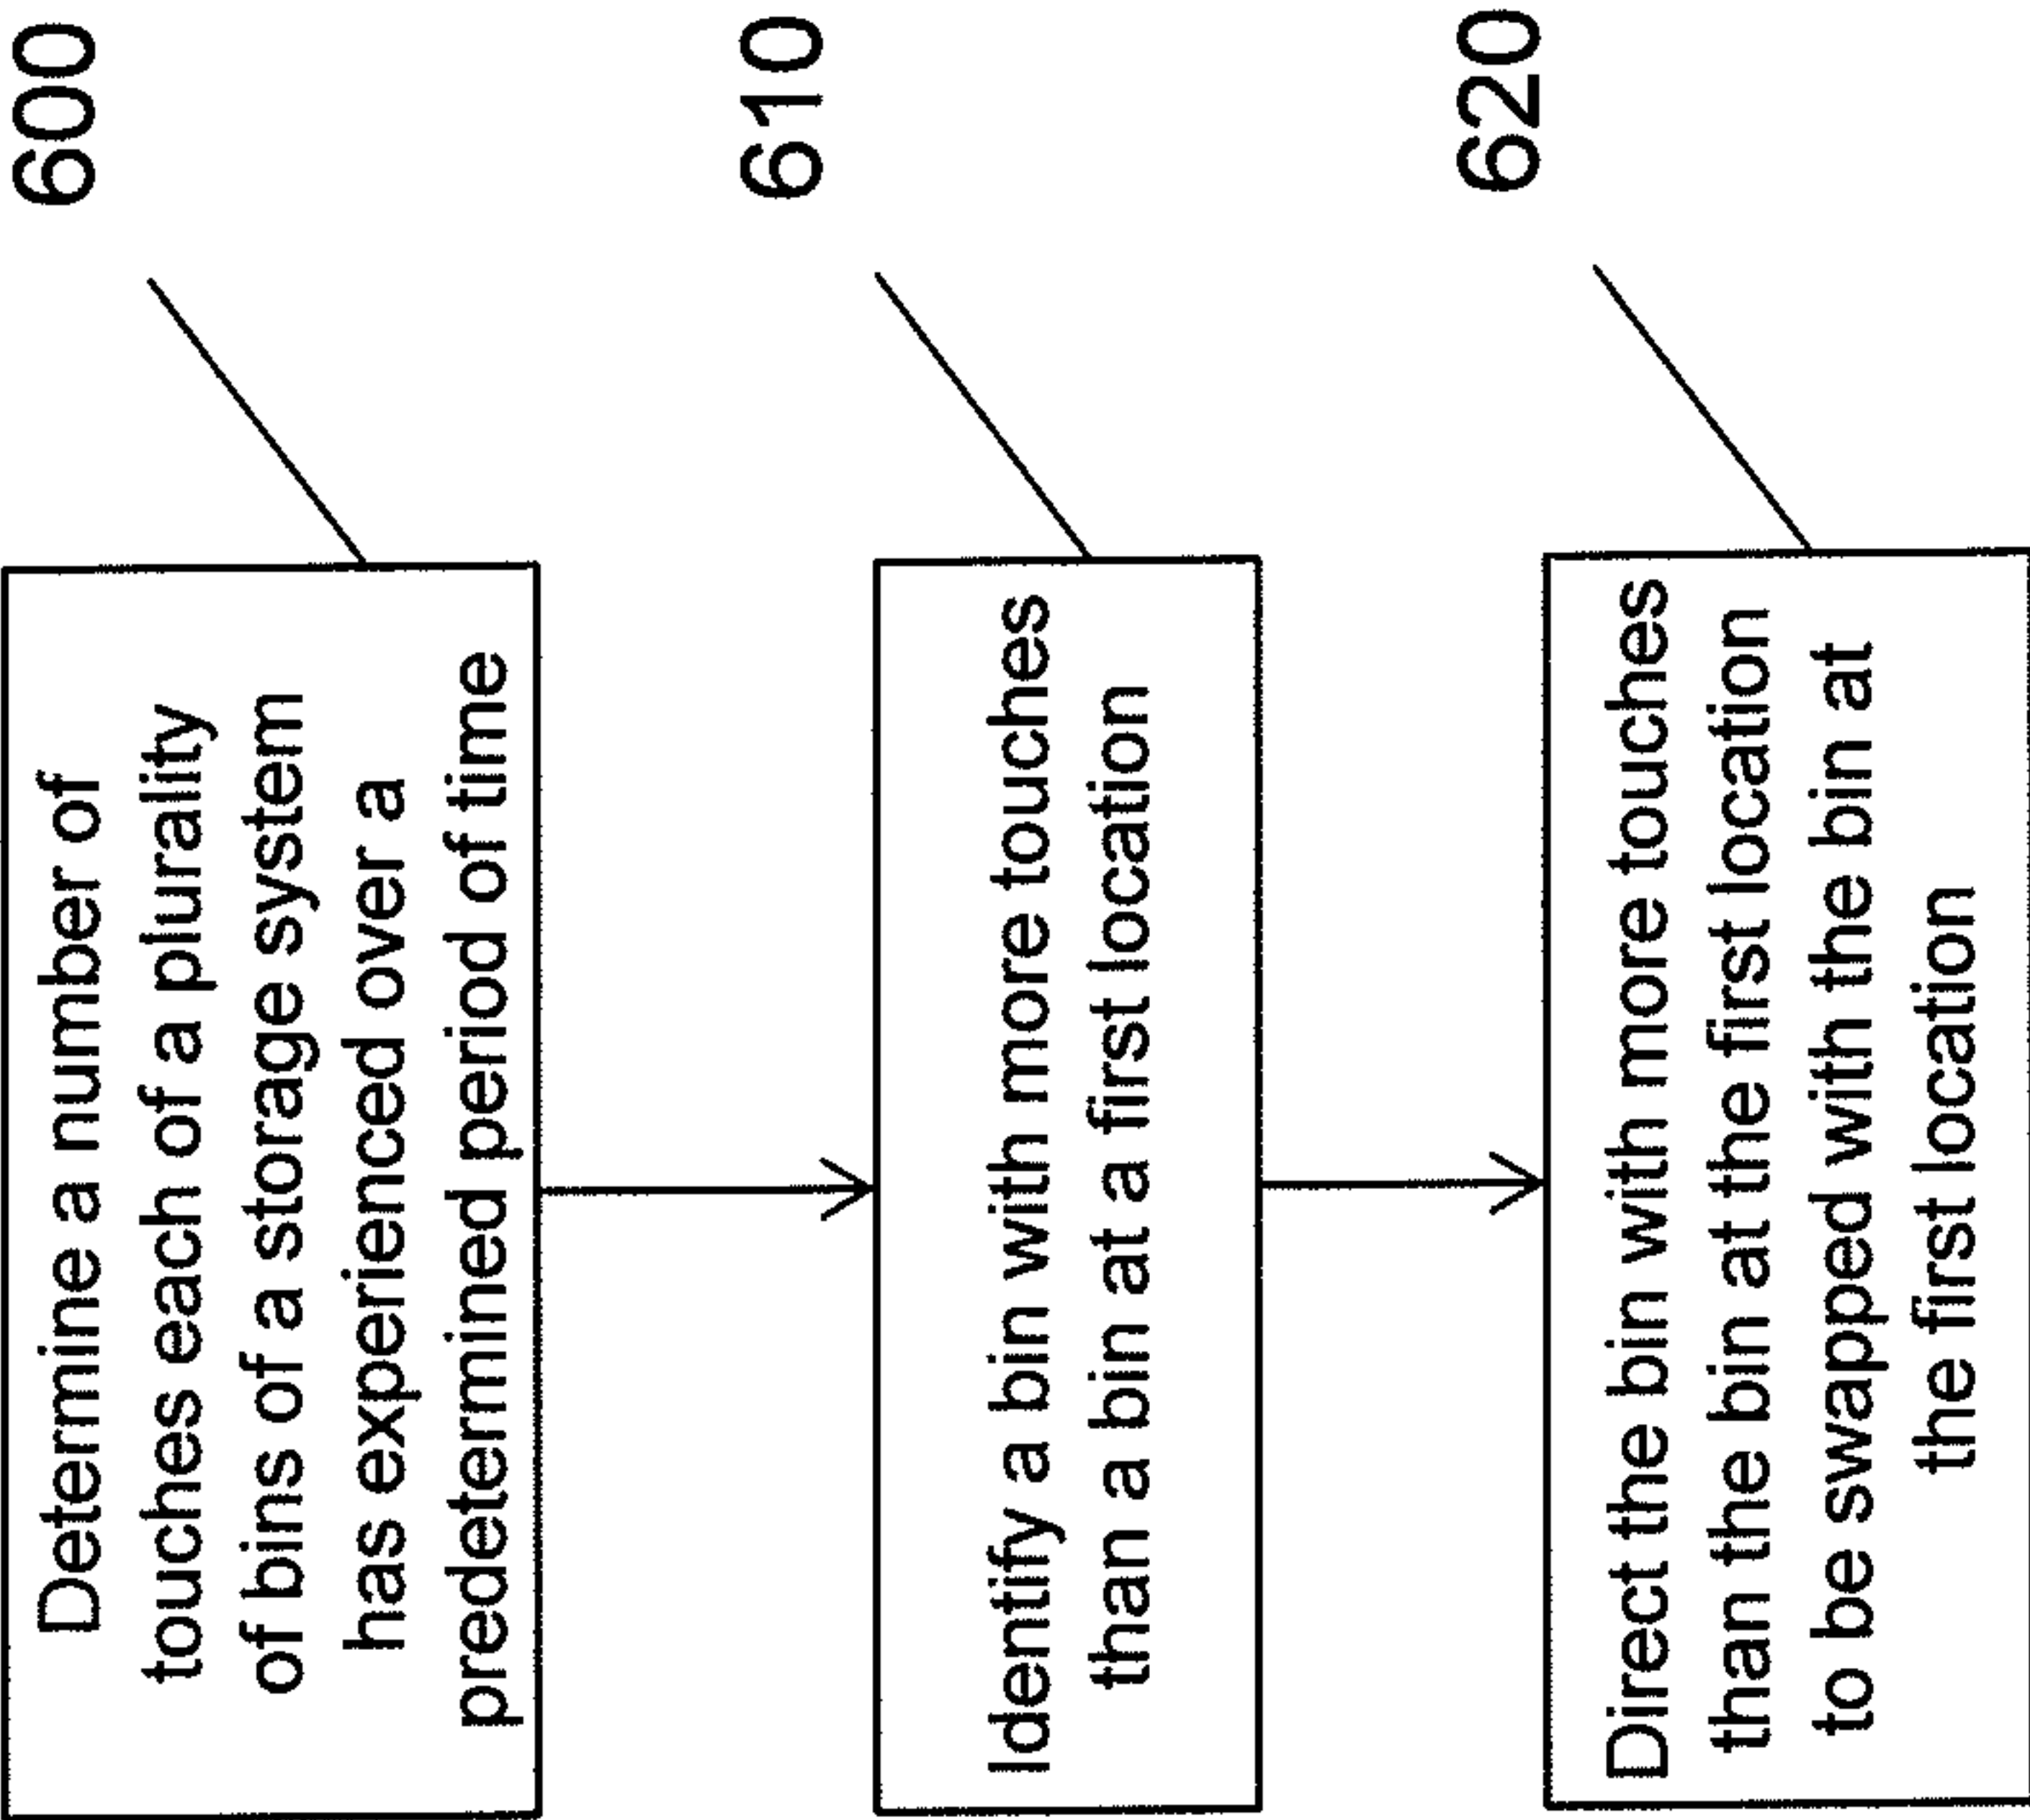 Determine a number of
touches each of a plurality
of bins of a storage system
has experienced over a
predetermined period of time
600
Identify a bin with more touches
than a bin at a first location
610
Direct the bin with more touches
than the bin at the first location
to be swapped with the bin at
the first location
620